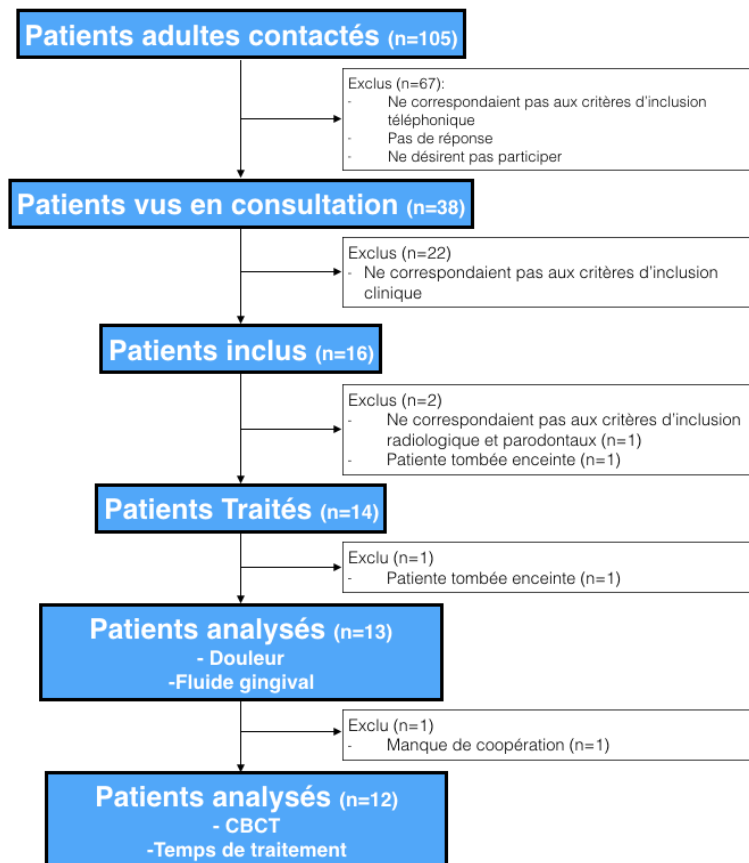 Patients adultes contactés (n=105)
Exclus (n=67):
- Ne correspondaient pas aux critères d'inclusion
téléphonique
- Pas de réponse
- Ne désirent pas participer
Patients vus en consultation (n=38)
Exclus (n=22)
- Ne correspondaient pas aux critères d'inclusion
clinique
Patients inclus (n=16)
Exclus (n=2)
- Ne correspondaient pas aux critères d'inclusion
radiologique et parodontaux (n=1)
- Patiente tombée enceinte (n=1)
Patients Traités (n=14)
Exclu (n=1)
- Patiente tombée enceinte (n=1)
Patients analysés (n=13)
- Douleur
-Fluide gingival
Exclu (n=1)
- Manque de coopération (n=1)
Patients analysés (n=12)
- CBCT
-Temps de traitement